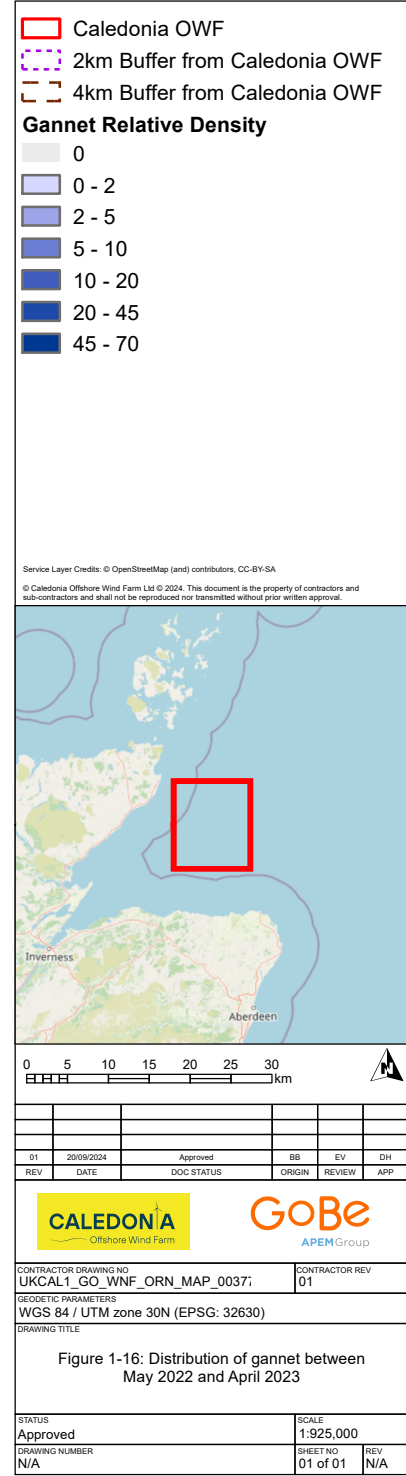 Caledonia OWF
2km Buffer from Caledonia OWF
4km Buffer from Caledonia OWF
Gannet Relative Density
0
0 - 2
2 - 5
5 - 10
10 - 20
20 - 45
45 - 70
Service Layer Credits: © OpenStreetMap (and) contributors, CC-BY-SA
© Caledonia Offshore Wind Farm Ltd © 2024. This document is the property of contractors and
sub-contractors and shall not be reproduced nor transmitted without prior written approval.
Inverness
Aberdeen
0 5 10 15 20 25 30
km
N
01 20/09/2024 Approved BB EV DH
REV DATE DOC STATUS ORIGIN REVIEW APP
CALEDONIA
Offshore Wind Farm
GoBe
APEMGroup
CONTRACTOR DRAWING NO CONTRACTOR REV
UKCAL1_GO_WNF_ORN_MAP_00377 01
GEODETIC PARAMETERS
WGS 84 / UTM zone 30N (EPSG: 32630)
DRAWING TITLE
Figure 1-16: Distribution of gannet between
May 2022 and April 2023
STATUS SCALE
Approved 1:925,000
DRAWING NUMBER SHEET NO REV
N/A 01 of 01 N/A